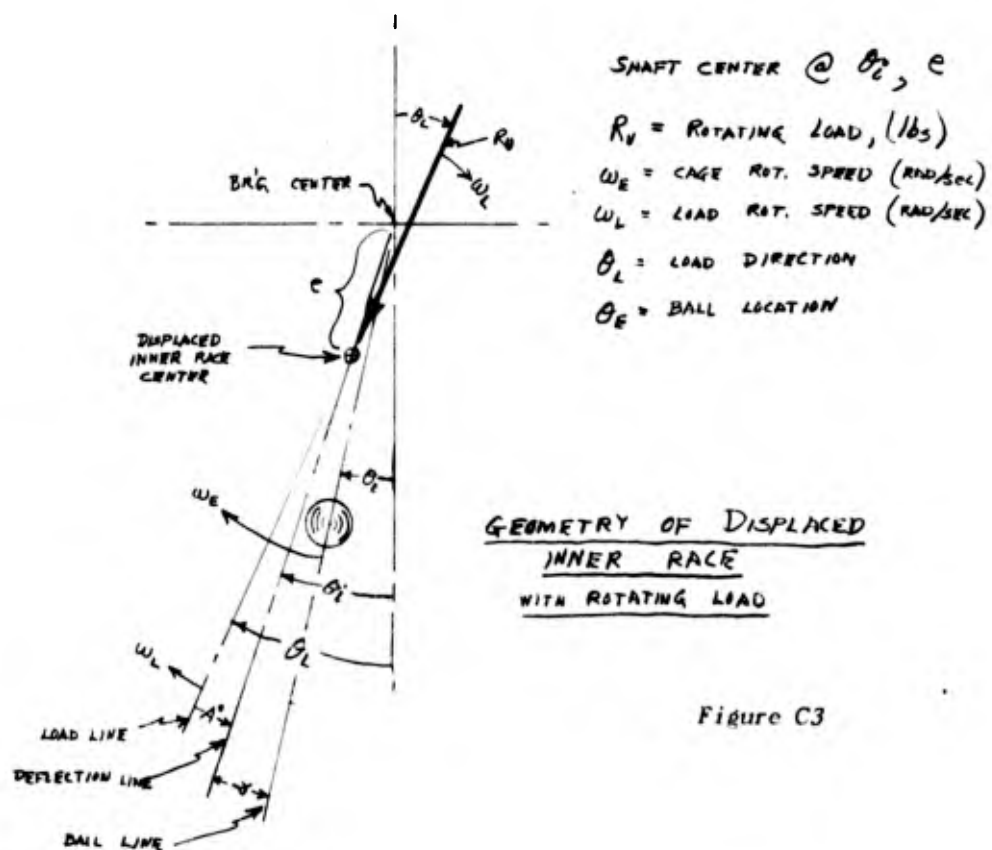 SHAFT CENTER @ θi, e
RV = ROTATING LOAD, (lbs)
ωE = CAGE ROT. SPEED (RAD/SEC)
ωL = LOAD ROT. SPEED (RAD/SEC)
θL = LOAD DIRECTION
θE = BALL LOCATION
θL
RV
ωL
BR'G. CENTER
e
DISPLACED
INNER RACE
CENTER
ωE
θi
θL
ωL
A°
γ
LOAD LINE
DEFLECTION LINE
BALL LINE
GEOMETRY OF DISPLACED
INNER RACE
WITH ROTATING LOAD
Figure C3